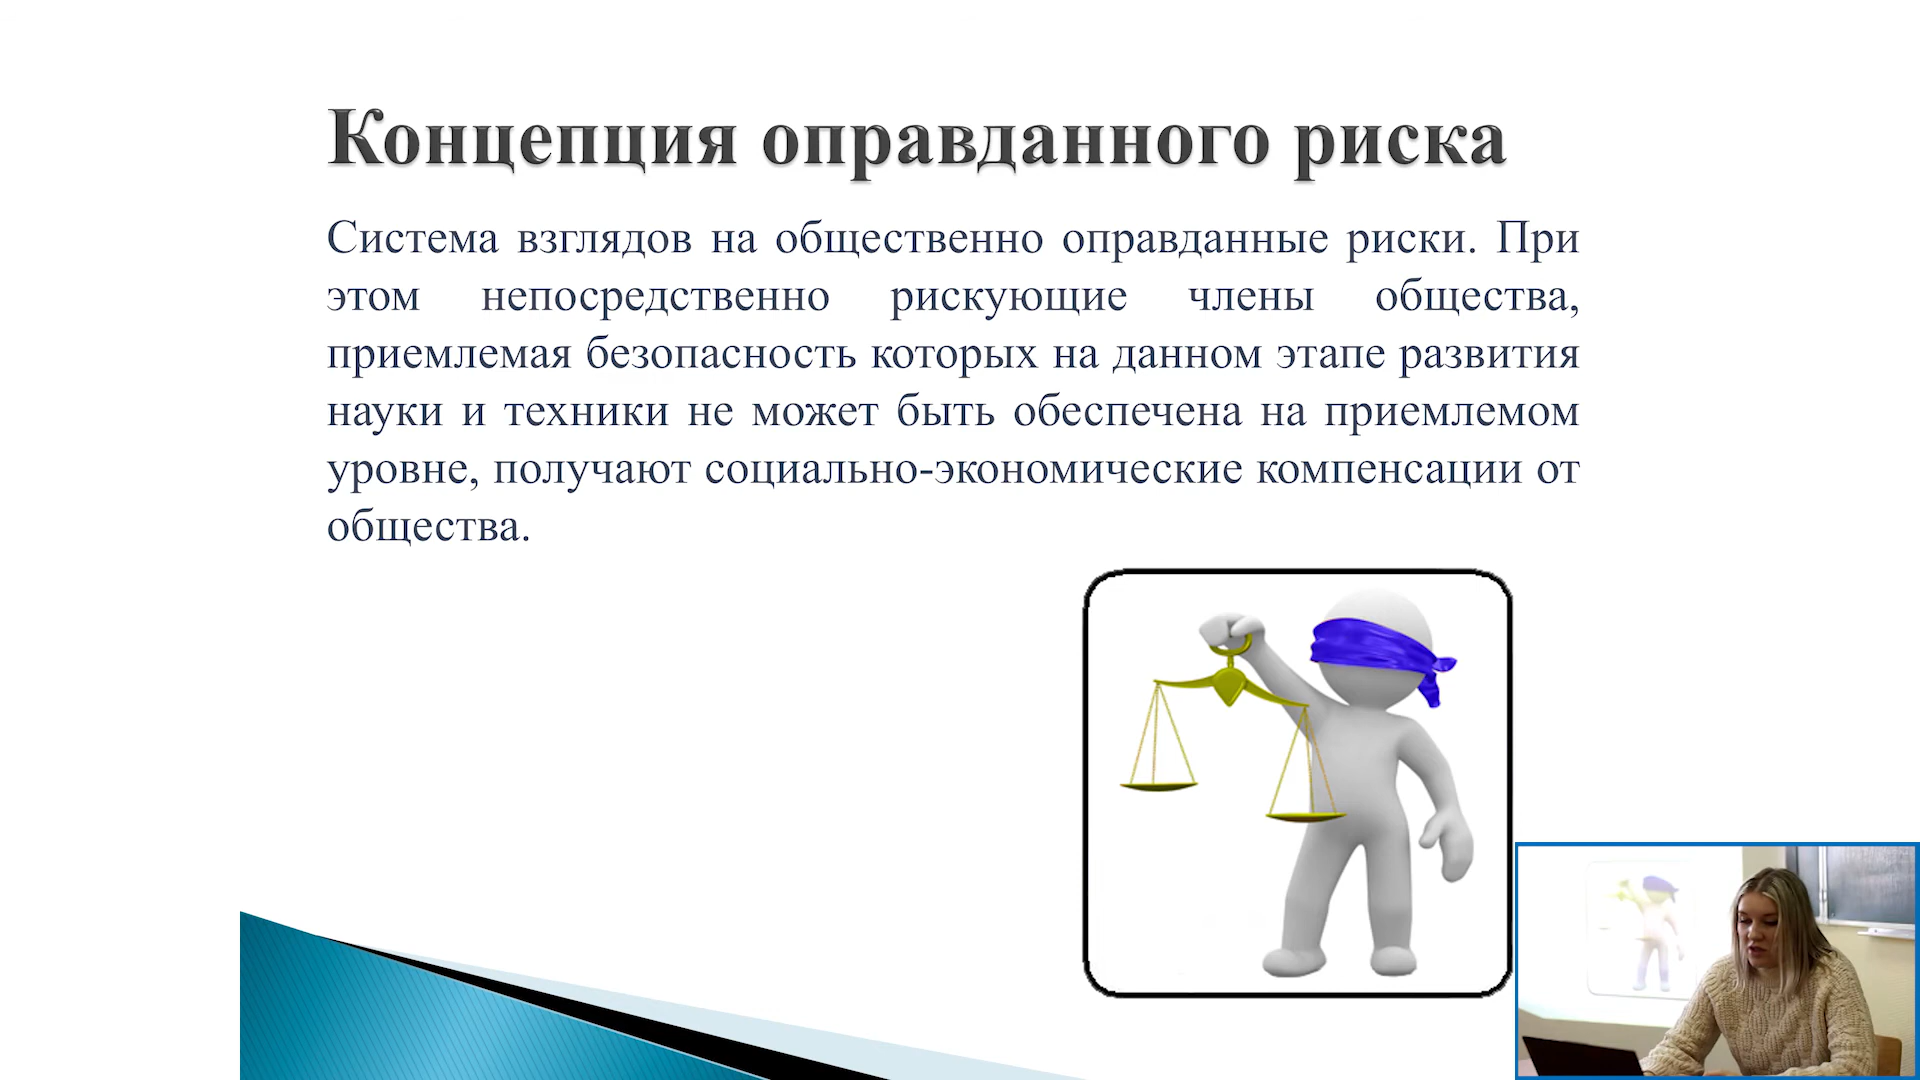 Концепция оправданного риска
Система взглядов на общественно оправданные риски. При
этом непосредственно рискующие члены общества,
приемлемая безопасность которых на данном этапе развития
науки и техники не может быть обеспечена на приемлемом
уровне, получают социально-экономические компенсации от
общества.